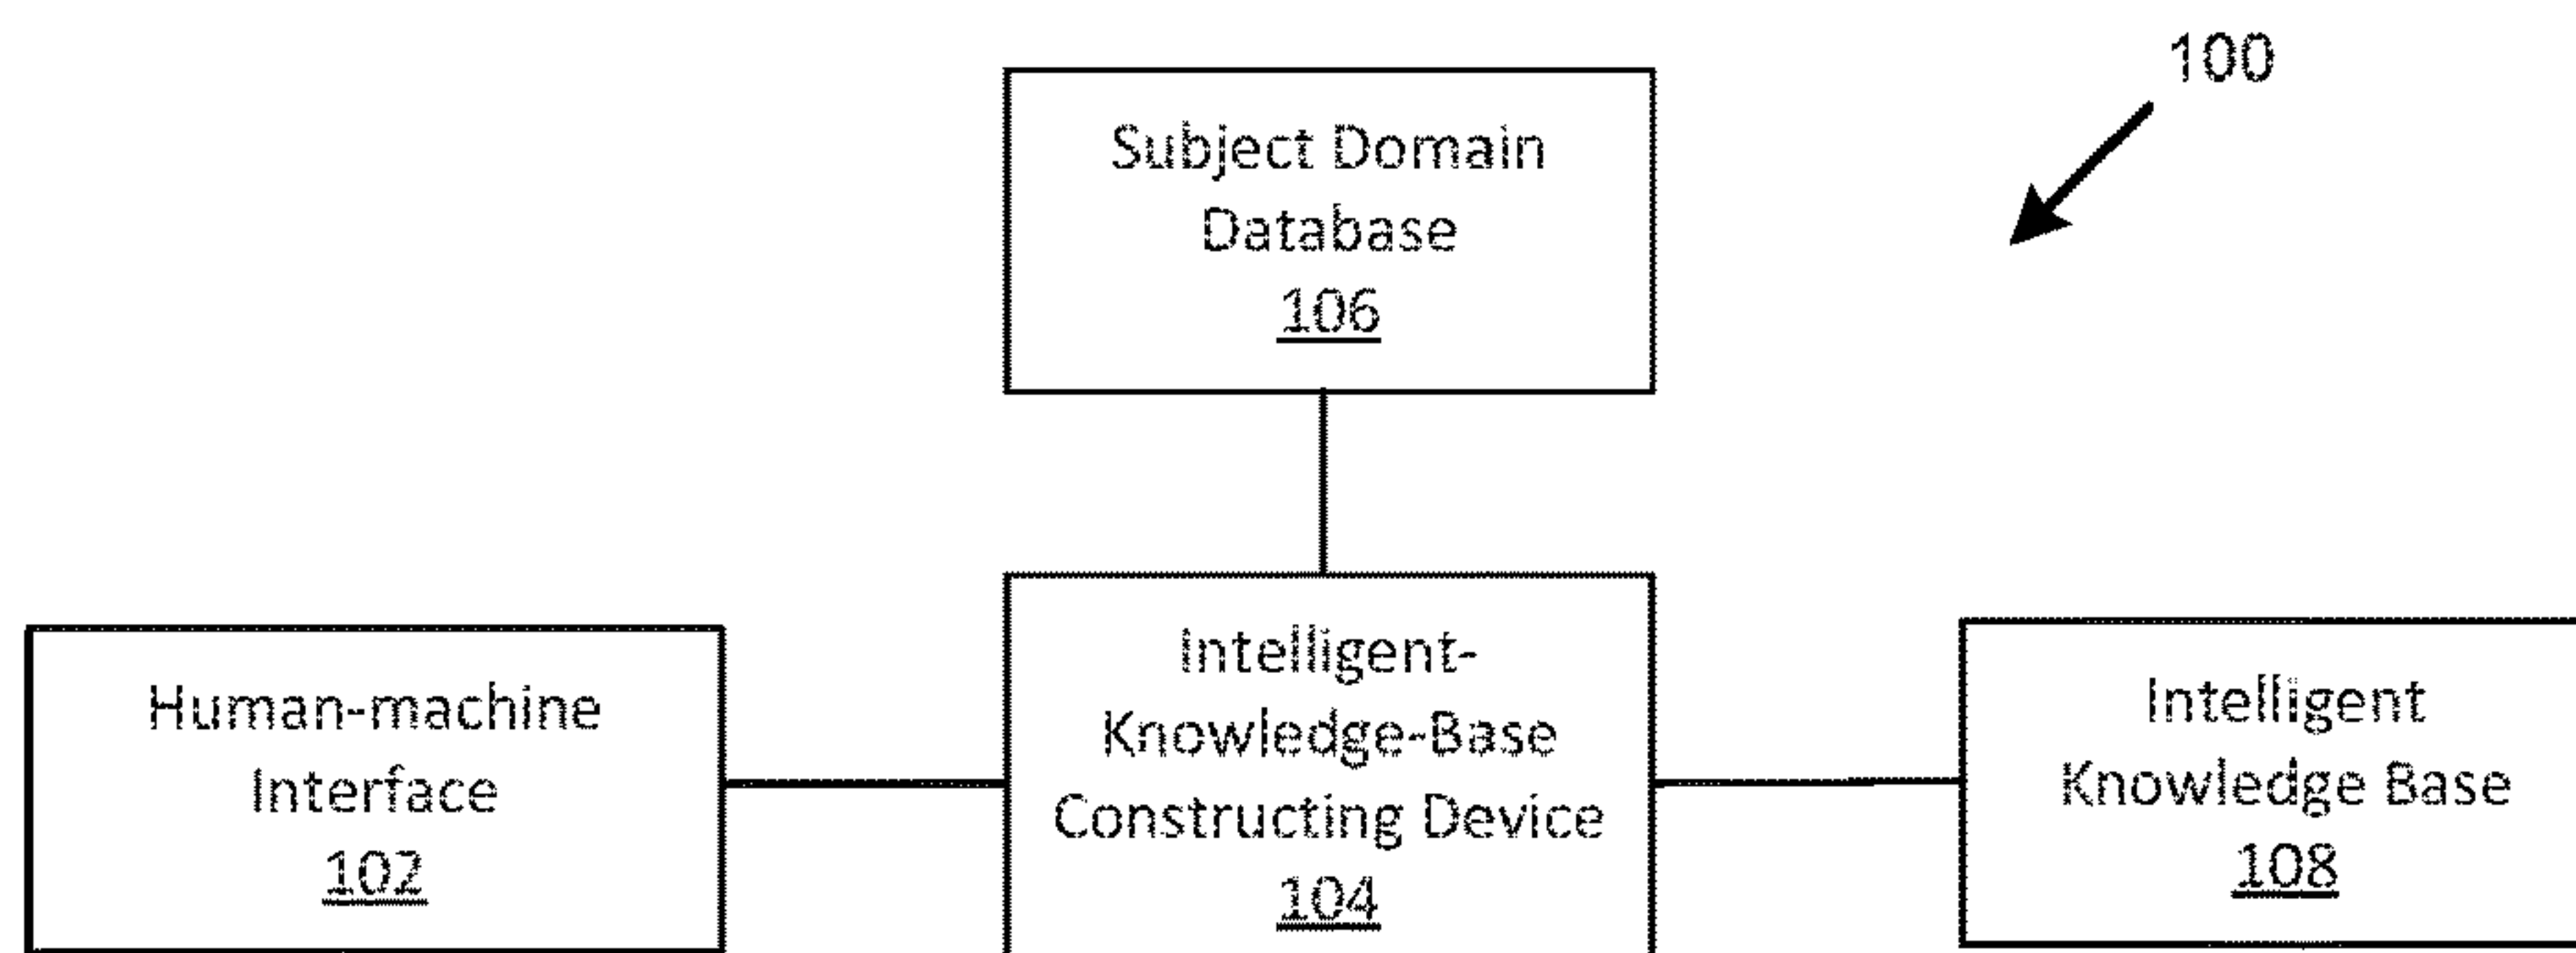 100
Subject Domain
Database
106
Human-machine
Interface
102
Intelligent-
Knowledge-Base
Constructing Device
104
Intelligent
Knowledge Base
108